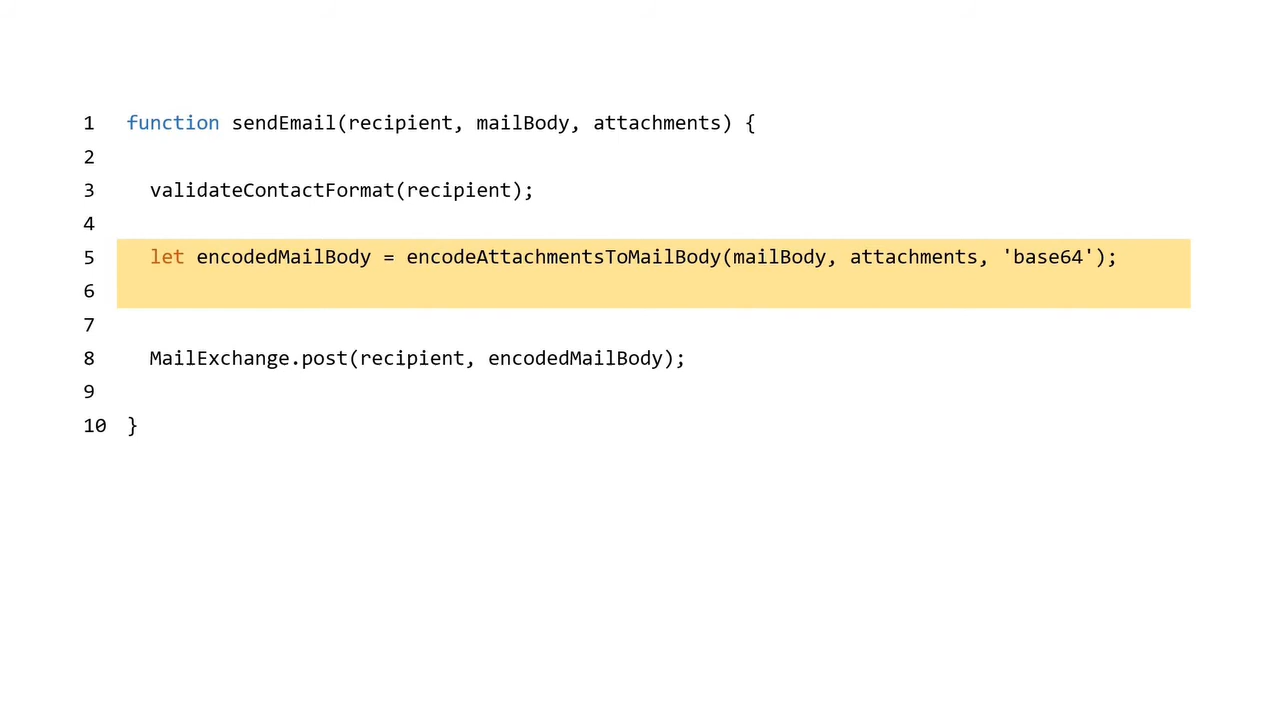 1 function sendEmail(recipient, mailBody, attachments) {
2
3 validateContactFormat(recipient);
4
5 let encodedMailBody = encodeAttachmentsToMailBody(mailBody, attachments, 'base64');
6
7
8 MailExchange.post(recipient, encodedMailBody);
9
10 }